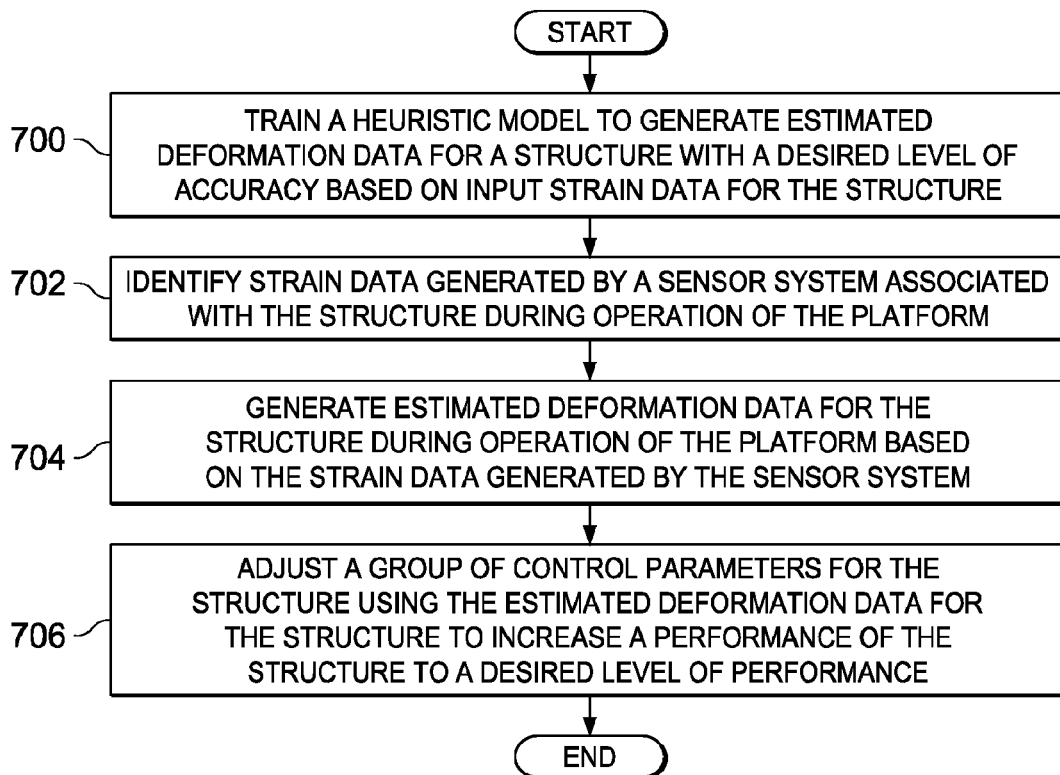 START
700
TRAIN A HEURISTIC MODEL TO GENERATE ESTIMATED
DEFORMATION DATA FOR A STRUCTURE WITH A DESIRED LEVEL OF
ACCURACY BASED ON INPUT STRAIN DATA FOR THE STRUCTURE
702
IDENTIFY STRAIN DATA GENERATED BY A SENSOR SYSTEM ASSOCIATED
WITH THE STRUCTURE DURING OPERATION OF THE PLATFORM
704
GENERATE ESTIMATED DEFORMATION DATA FOR THE
STRUCTURE DURING OPERATION OF THE PLATFORM BASED
ON THE STRAIN DATA GENERATED BY THE SENSOR SYSTEM
706
ADJUST A GROUP OF CONTROL PARAMETERS FOR THE
STRUCTURE USING THE ESTIMATED DEFORMATION DATA FOR
THE STRUCTURE TO INCREASE A PERFORMANCE OF THE
STRUCTURE TO A DESIRED LEVEL OF PERFORMANCE
END